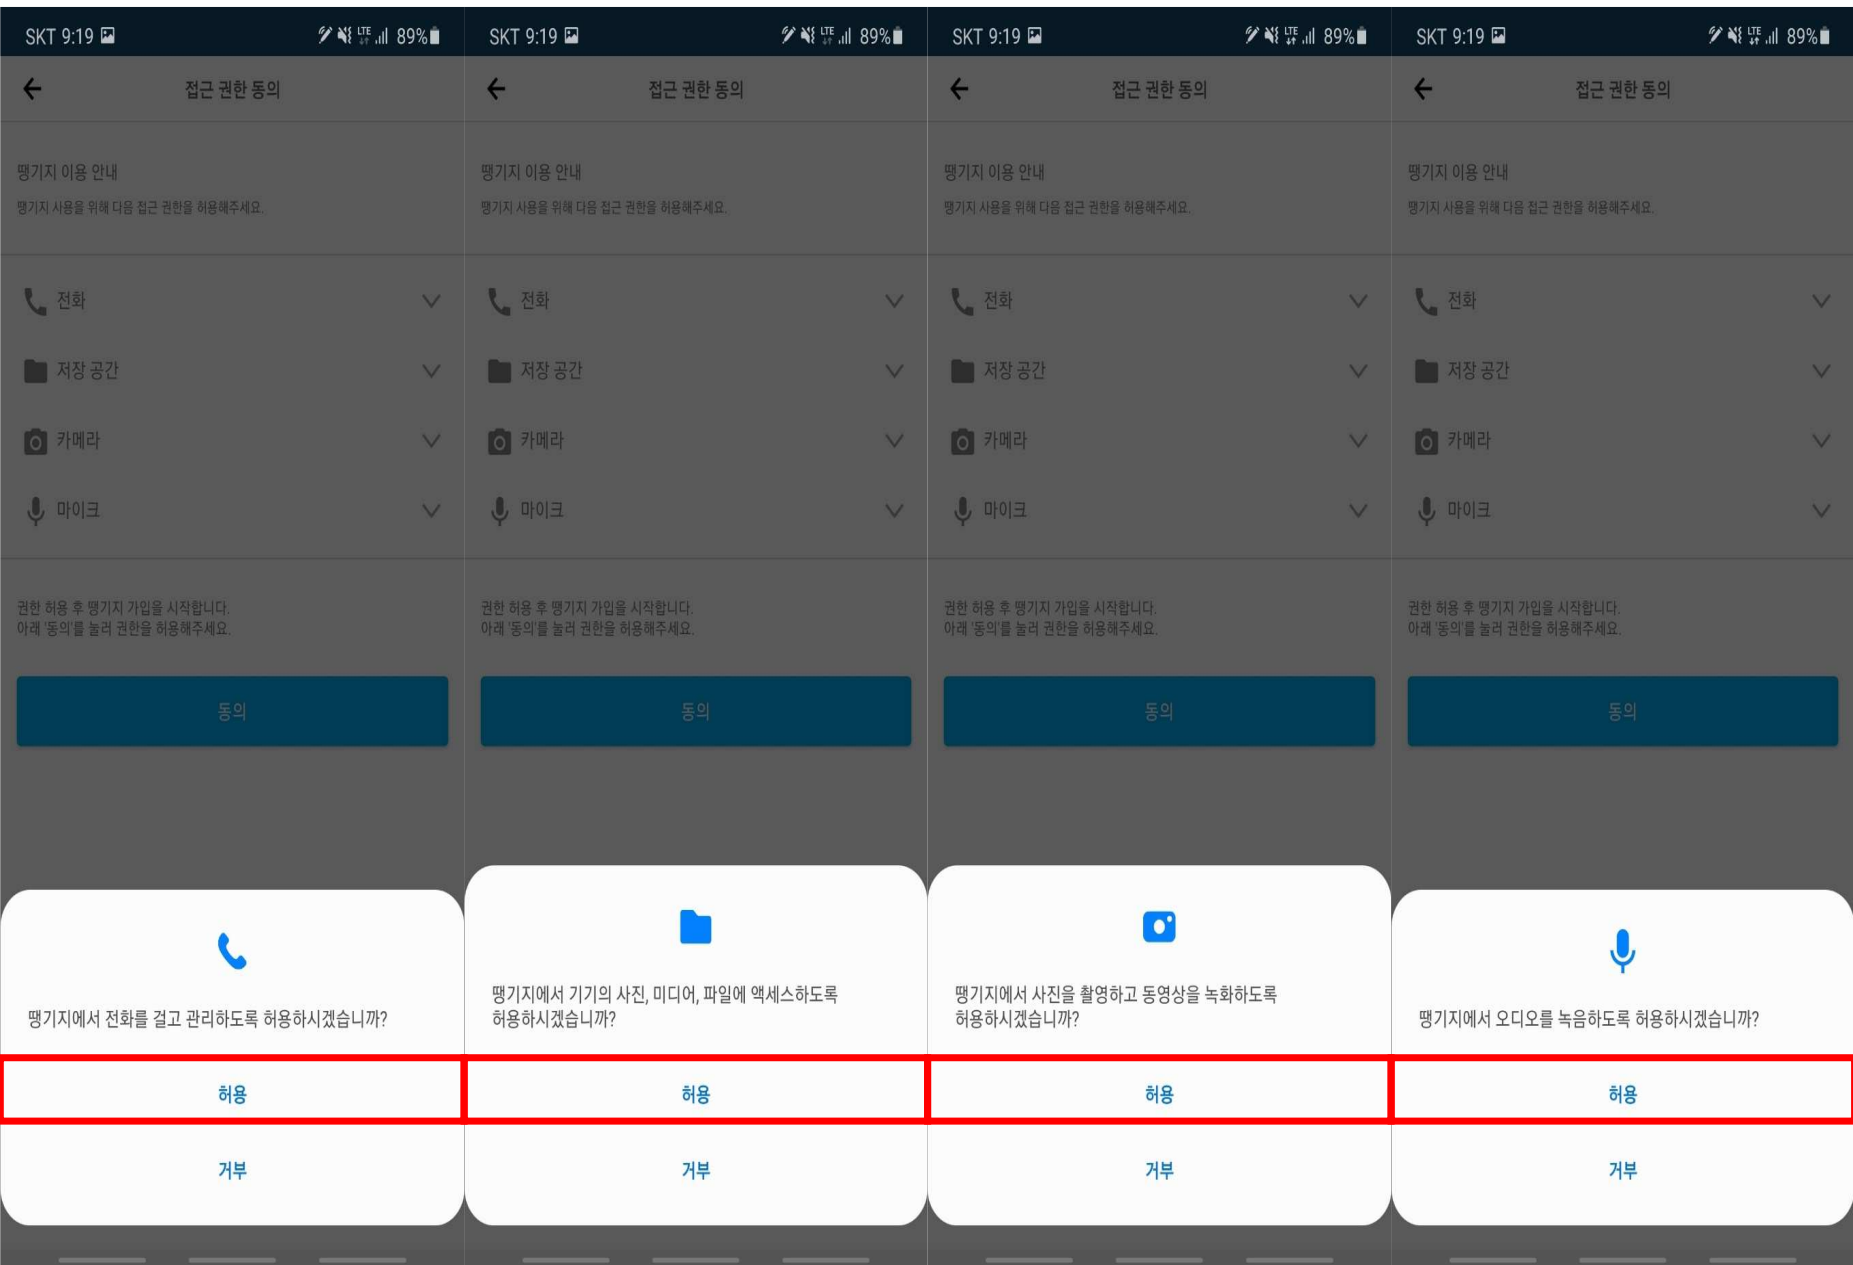 SKT 9:19 LTE 89%
접근 권한 동의
땡기지 이용 안내
땡기지 사용을 위해 다음 접근 권한을 허용해주세요.
전화
저장 공간
카메라
마이크
권한 허용 후 땡기지 가입을 시작합니다.
아래 '동의'를 눌러 권한을 허용해주세요.
동의
땡기지에서 전화를 걸고 관리하도록 허용하시겠습니까?
허용
거부
SKT 9:19 LTE 89%
접근 권한 동의
땡기지 이용 안내
땡기지 사용을 위해 다음 접근 권한을 허용해주세요.
전화
저장 공간
카메라
마이크
권한 허용 후 땡기지 가입을 시작합니다.
아래 '동의'를 눌러 권한을 허용해주세요.
동의
땡기지에서 기기의 사진, 미디어, 파일에 액세스하도록
허용하시겠습니까?
허용
거부
SKT 9:19 LTE 89%
접근 권한 동의
땡기지 이용 안내
땡기지 사용을 위해 다음 접근 권한을 허용해주세요.
전화
저장 공간
카메라
마이크
권한 허용 후 땡기지 가입을 시작합니다.
아래 '동의'를 눌러 권한을 허용해주세요.
동의
땡기지에서 사진을 촬영하고 동영상을 녹화하도록
허용하시겠습니까?
허용
거부
SKT 9:19 LTE 89%
접근 권한 동의
땡기지 이용 안내
땡기지 사용을 위해 다음 접근 권한을 허용해주세요.
전화
저장 공간
카메라
마이크
권한 허용 후 땡기지 가입을 시작합니다.
아래 '동의'를 눌러 권한을 허용해주세요.
동의
땡기지에서 오디오를 녹음하도록 허용하시겠습니까?
허용
거부